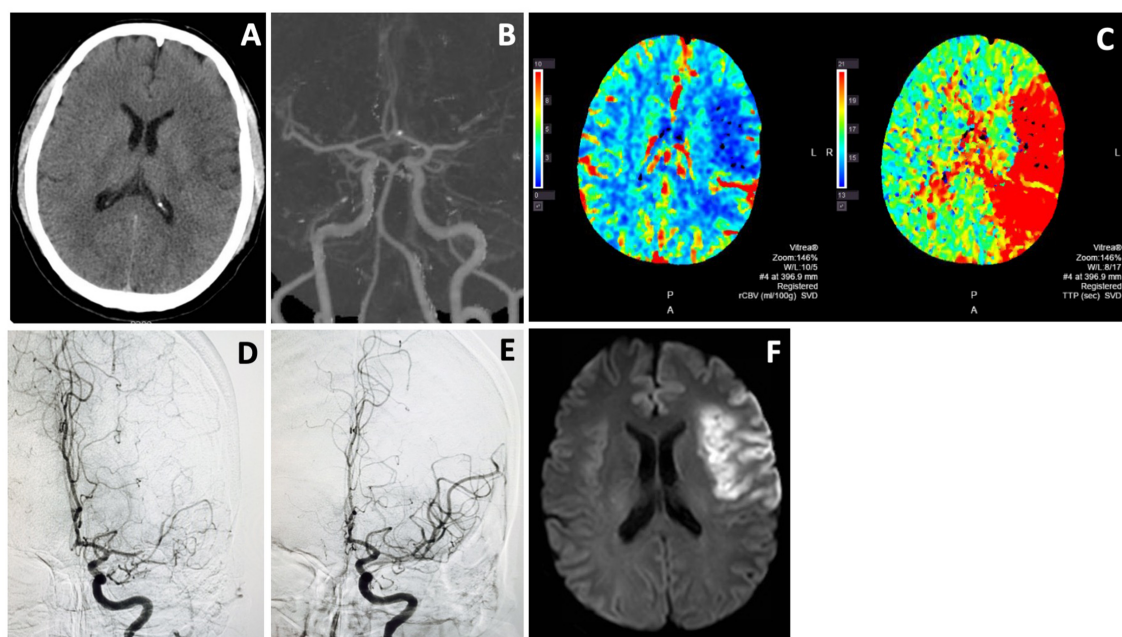 A
B
C
10
8
5
3
0
21
19
17
15
13
L
R
L
Vitrea®
Zoom:146%
W/L:10/5
#4 at 396.9 mm
Registered
rCBV (ml/100g) SVD
P
A
Vitrea®
Zoom:146%
W/L:8/17
#4 at 396.9 mm
Registered
TTP (sec) SVD
P
A
D
E
F